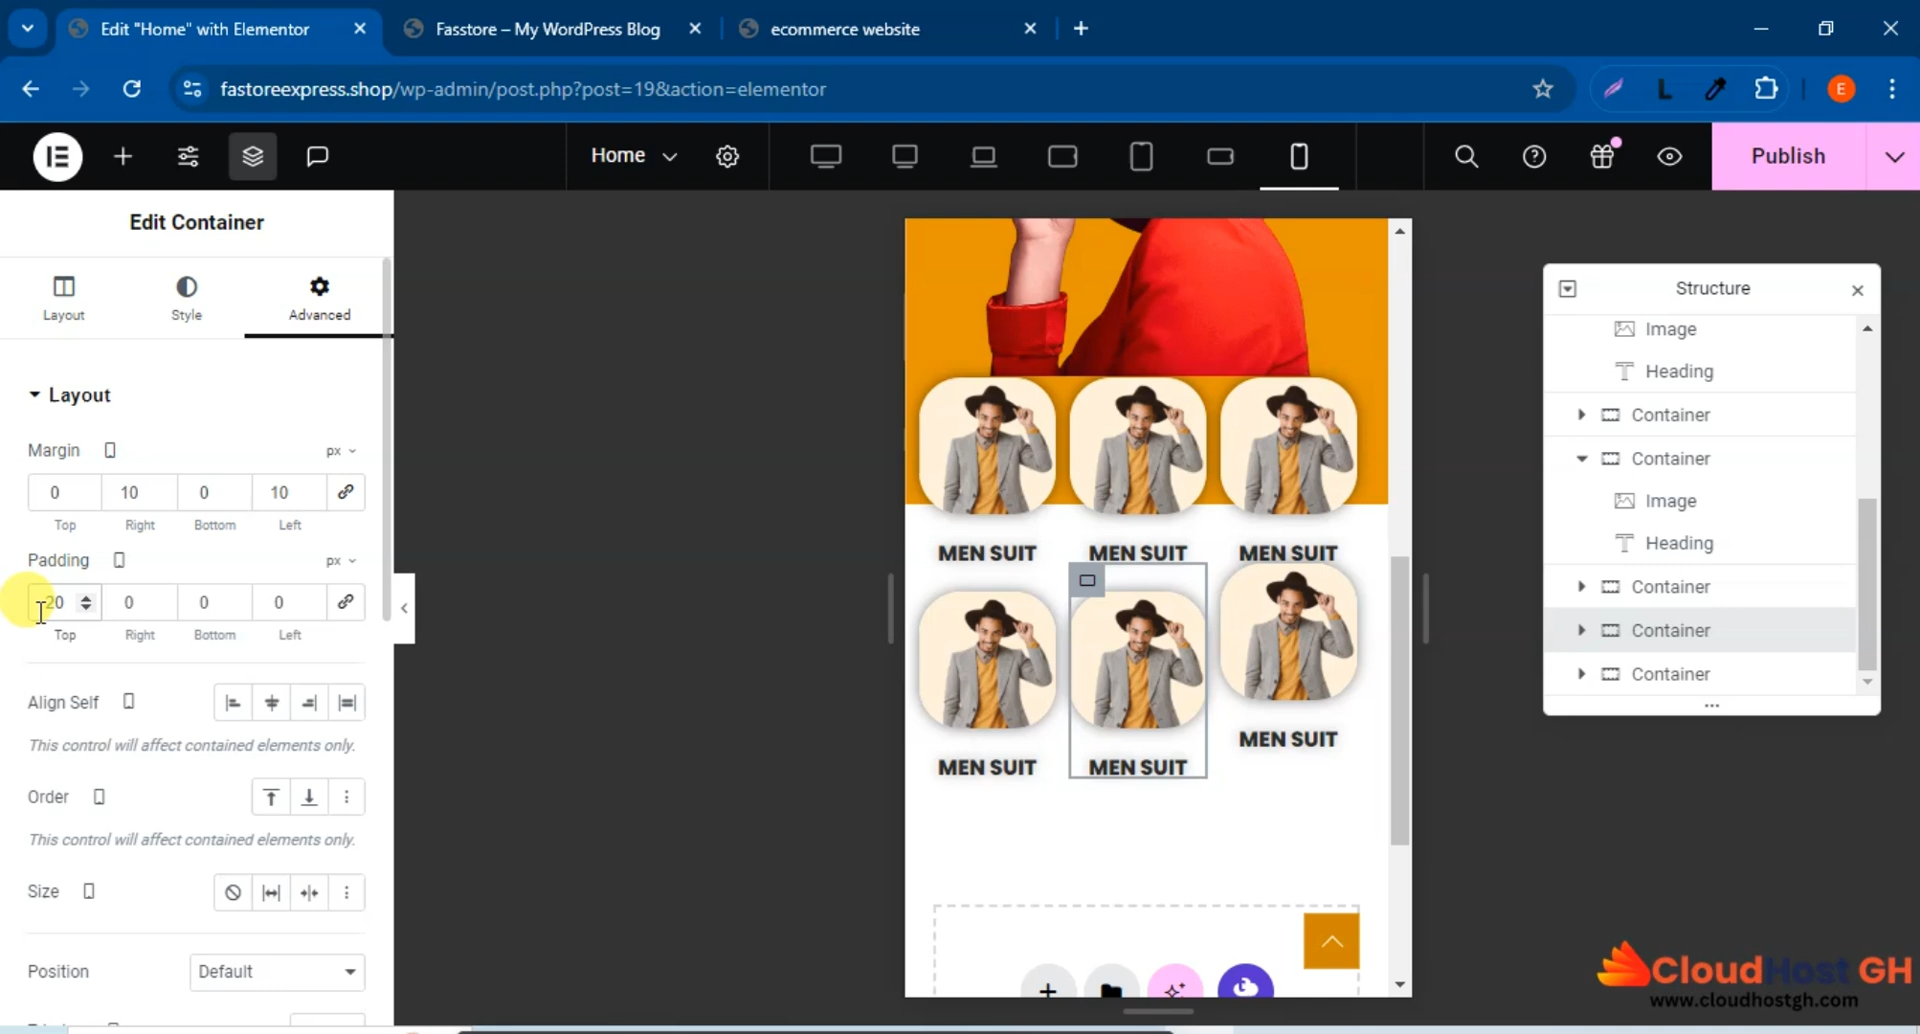 Edit "Home" with Elementor
Fasstore – My WordPress Blog
ecommerce website
fastoreexpress.shop/wp-admin/post.php?post=19&action=elementor
L
E
Home
Publish
Edit Container
Layout
Style
Advanced
Layout
Margin
px
0 10 0 10
Top Right Bottom Left
Padding
px
20 0 0 0
Top Right Bottom Left
Align Self
This control will affect contained elements only.
Order
This control will affect contained elements only.
Size
Position
Default
MEN SUIT MEN SUIT MEN SUIT
MEN SUIT MEN SUIT MEN SUIT
Structure
Image
Heading
Container
Container
Image
Heading
Container
Container
Container
CloudHost GH
www.cloudhostgh.com